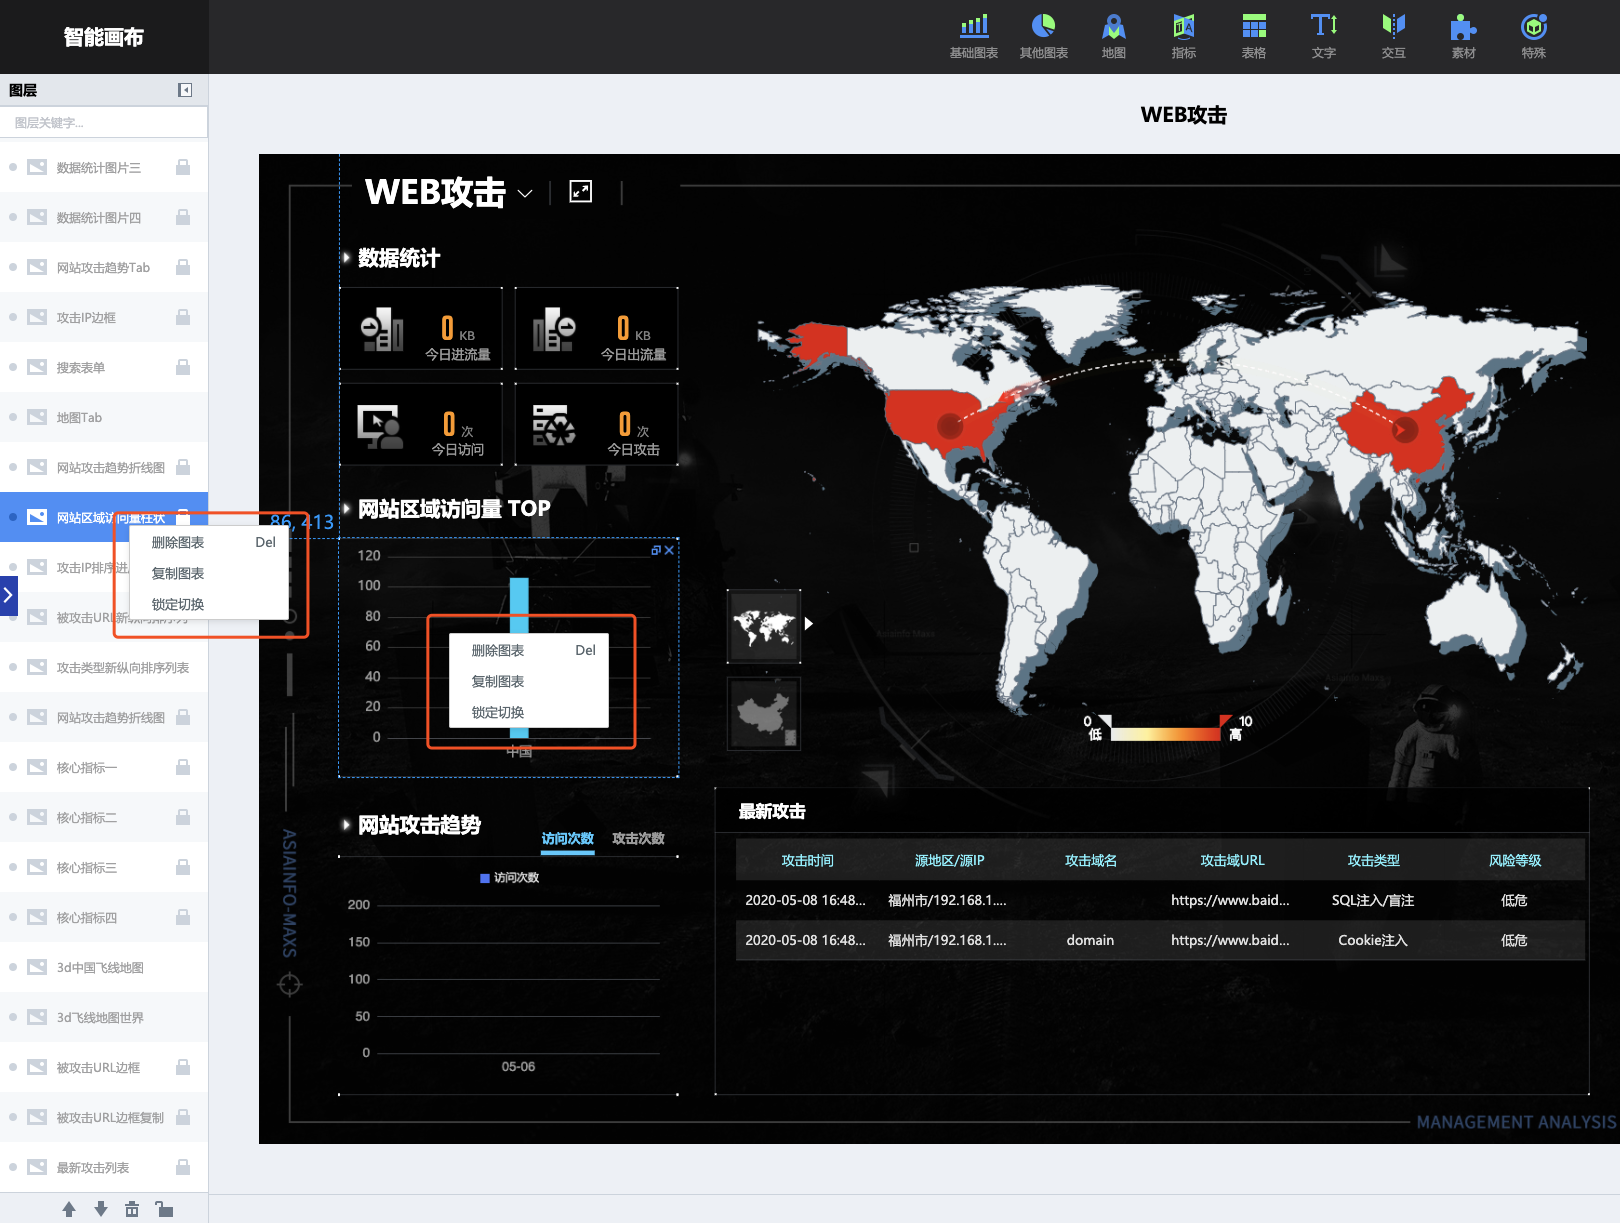 智能画布
基础图表
其他图表
地图
指标
表格
文字
交互
素材
特殊
图层
图层关键字...
数据统计图片三
数据统计图片四
网站攻击趋势Tab
攻击IP边框
搜索表单
地图Tab
网站攻击趋势折线图
网站区域访问量柱状
攻击IP排序进
被攻击URL新纵向排序列
攻击类型新纵向排序列表
网站攻击趋势折线图
核心指标一
核心指标二
核心指标三
核心指标四
3d中国飞线地图
3d飞线地图世界
被攻击URL边框
被攻击URL边框复制
最新攻击列表
删除图表 Del
复制图表
锁定切换
86, 413
WEB攻击
WEB攻击
数据统计
0 KB
今日进流量
0 KB
今日出流量
0 次
今日访问
0 次
今日攻击
网站区域访问量 TOP
120
100
80
60
40
20
0
中国
删除图表 Del
复制图表
锁定切换
网站攻击趋势
访问次数 攻击次数
访问次数
200
150
100
50
0
05-06
ASIAINFO-MAXS
Asiainfo Maxs
Asiainfo Maxs
0 10
低 高
最新攻击
攻击时间 源地区/源IP 攻击域名 攻击域URL 攻击类型 风险等级
2020-05-08 16:48... 福州市/192.168.1.... https://www.baid... SQL注入/盲注 低危
2020-05-08 16:48... 福州市/192.168.1.... domain https://www.baid... Cookie注入 低危
MANAGEMENT ANALYSIS